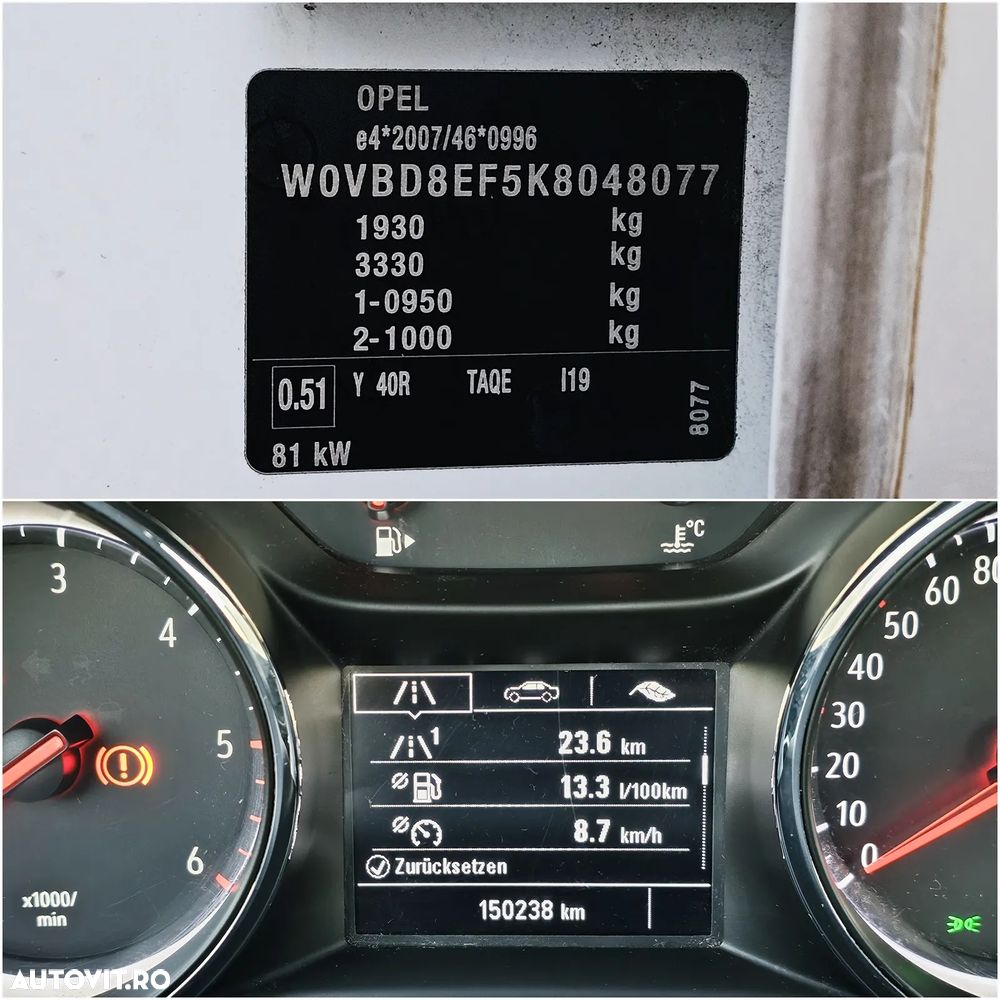 OPEL
e4*2007/46*0996
W0VBD8EF5K8048077
1930 kg
3330 kg
1-0950 kg
2-1000 kg
0.51 Y 40R TAQE I19
8077
81 kW
3
4
5
6
x1000/
min
°C
1 23.6 km
Ø 13.3 l/100km
Ø 8.7 km/h
Zurücksetzen
150238 km
80
60
50
40
30
20
10
0
AUTOVIT.RO